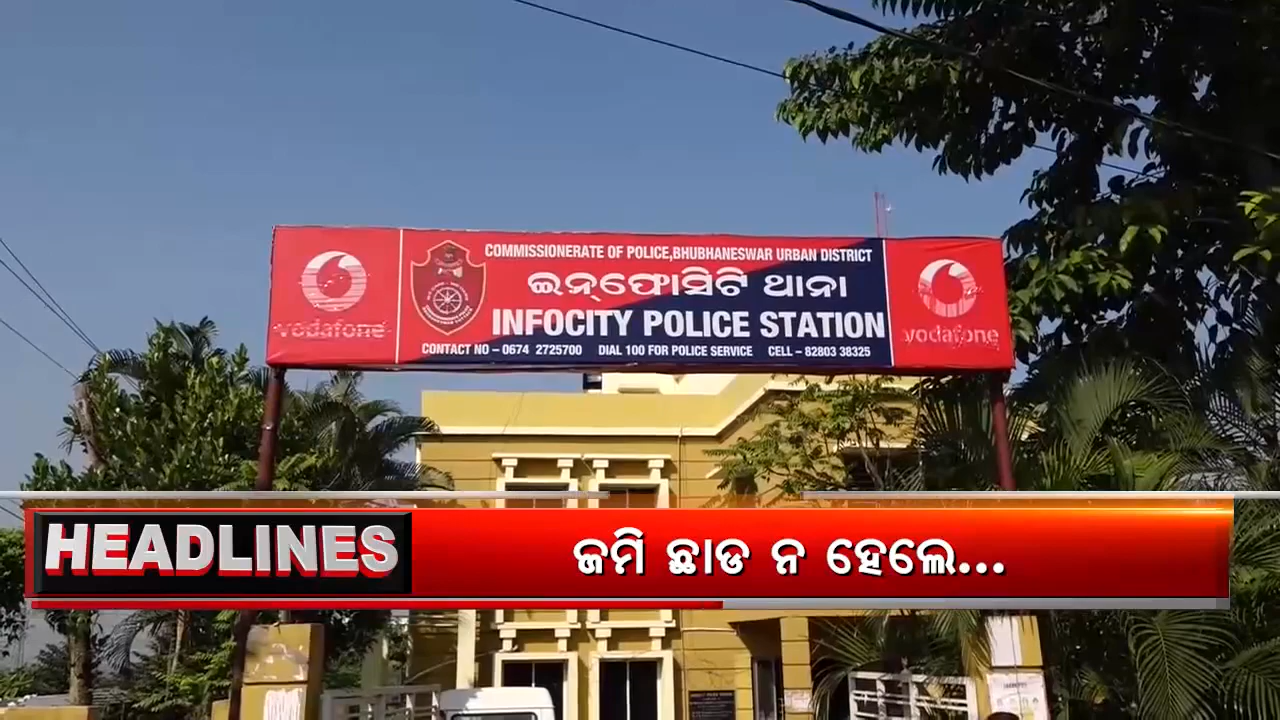 COMMISSIONERATE OF POLICE,BHUBHANESWAR URBAN DISTRICT
ଇନ୍‌ଫୋସିଟି ଥାନା
INFOCITY POLICE STATION
CONTACT NO – 0674 2725700 DIAL 100 FOR POLICE SERVICE CELL – 82803 38325
vodafone
vodafone
HEADLINES
ଜମି ଛାଡ ନ ହେଲେ...